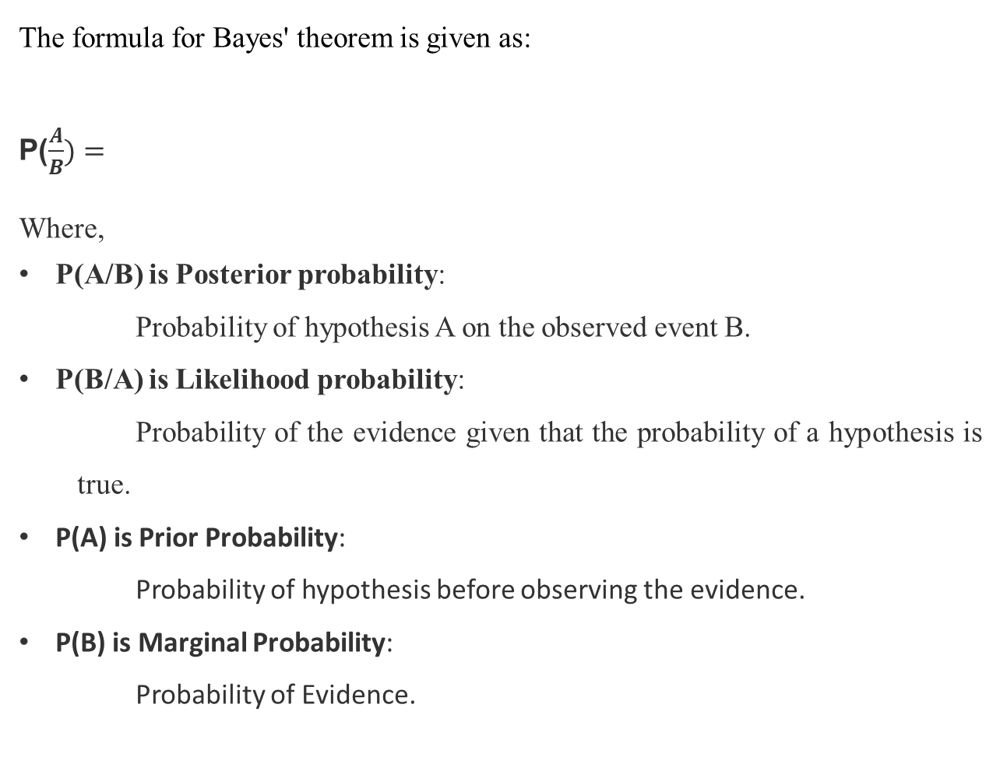 The formula for Bayes' theorem is given as:
P(A/B) =
Where,
• P(A/B) is Posterior probability:
Probability of hypothesis A on the observed event B.
• P(B/A) is Likelihood probability:
Probability of the evidence given that the probability of a hypothesis is
true.
• P(A) is Prior Probability:
Probability of hypothesis before observing the evidence.
• P(B) is Marginal Probability:
Probability of Evidence.